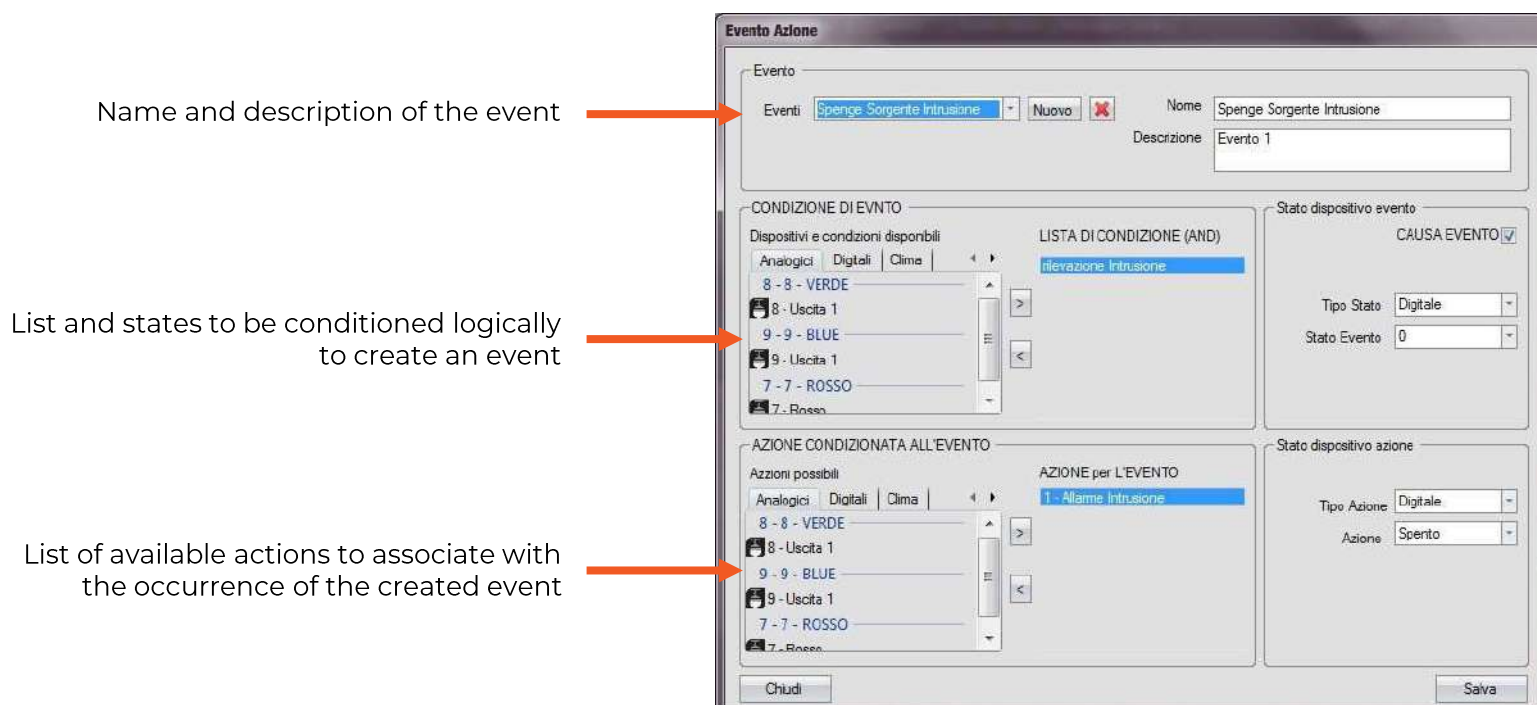 Evento Azione
Name and description of the event
Evento
Eventi Spenge Sorgente Intrusione Nuovo Nome Spenge Sorgente Intrusione
Descrizione Evento 1
List and states to be conditioned logically
to create an event
CONDIZIONE DI EVNTO
Dispositivi e condizioni disponibili
Analogici Digitali Clima
8 - 8 - VERDE
8 - Uscita 1
9 - 9 - BLUE
9 - Uscita 1
7 - 7 - ROSSO
7 - Rosso
>
<
LISTA DI CONDIZIONE (AND)
rilevazione Intrusione
Stato dispositivo evento
CAUSA EVENTO
Tipo Stato Digitale
Stato Evento 0
List of available actions to associate with
the occurrence of the created event
AZIONE CONDIZIONATA ALL'EVENTO
Azzioni possibili
Analogici Digitali Clima
8 - 8 - VERDE
8 - Uscita 1
9 - 9 - BLUE
9 - Uscita 1
7 - 7 - ROSSO
7 - Rosso
>
<
AZIONE per L'EVENTO
1 - Allarme Intrusione
Stato dispositivo azione
Tipo Azione Digitale
Azione Spento
Chiudi
Salva